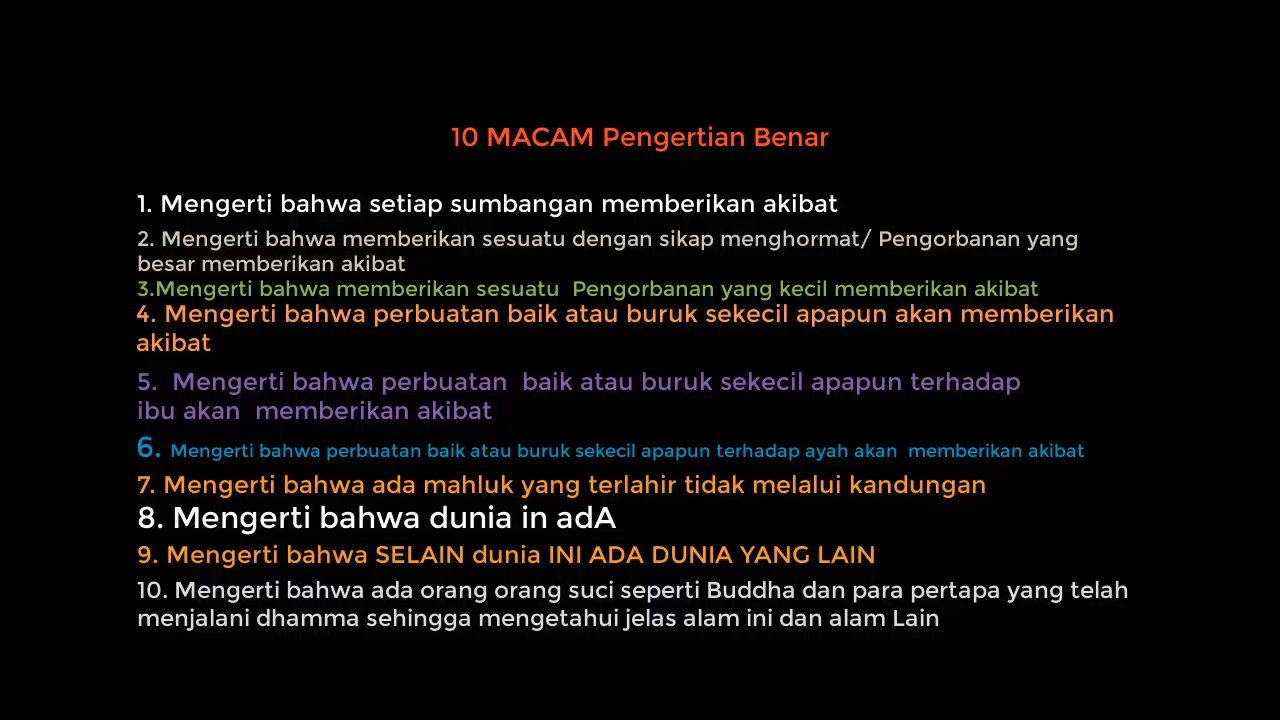 10 MACAM Pengertian Benar
1. Mengerti bahwa setiap sumbangan memberikan akibat
2. Mengerti bahwa memberikan sesuatu dengan sikap menghormat/ Pengorbanan yang
besar memberikan akibat
3.Mengerti bahwa memberikan sesuatu  Pengorbanan yang kecil memberikan akibat
4. Mengerti bahwa perbuatan baik atau buruk sekecil apapun akan memberikan
akibat
5.  Mengerti bahwa perbuatan  baik atau buruk sekecil apapun terhadap
ibu akan  memberikan akibat
6. Mengerti bahwa perbuatan baik atau buruk sekecil apapun terhadap ayah akan  memberikan akibat
7. Mengerti bahwa ada mahluk yang terlahir tidak melalui kandungan
8. Mengerti bahwa dunia in adA
9. Mengerti bahwa SELAIN dunia INI ADA DUNIA YANG LAIN
10. Mengerti bahwa ada orang orang suci seperti Buddha dan para pertapa yang telah
menjalani dhamma sehingga mengetahui jelas alam ini dan alam Lain